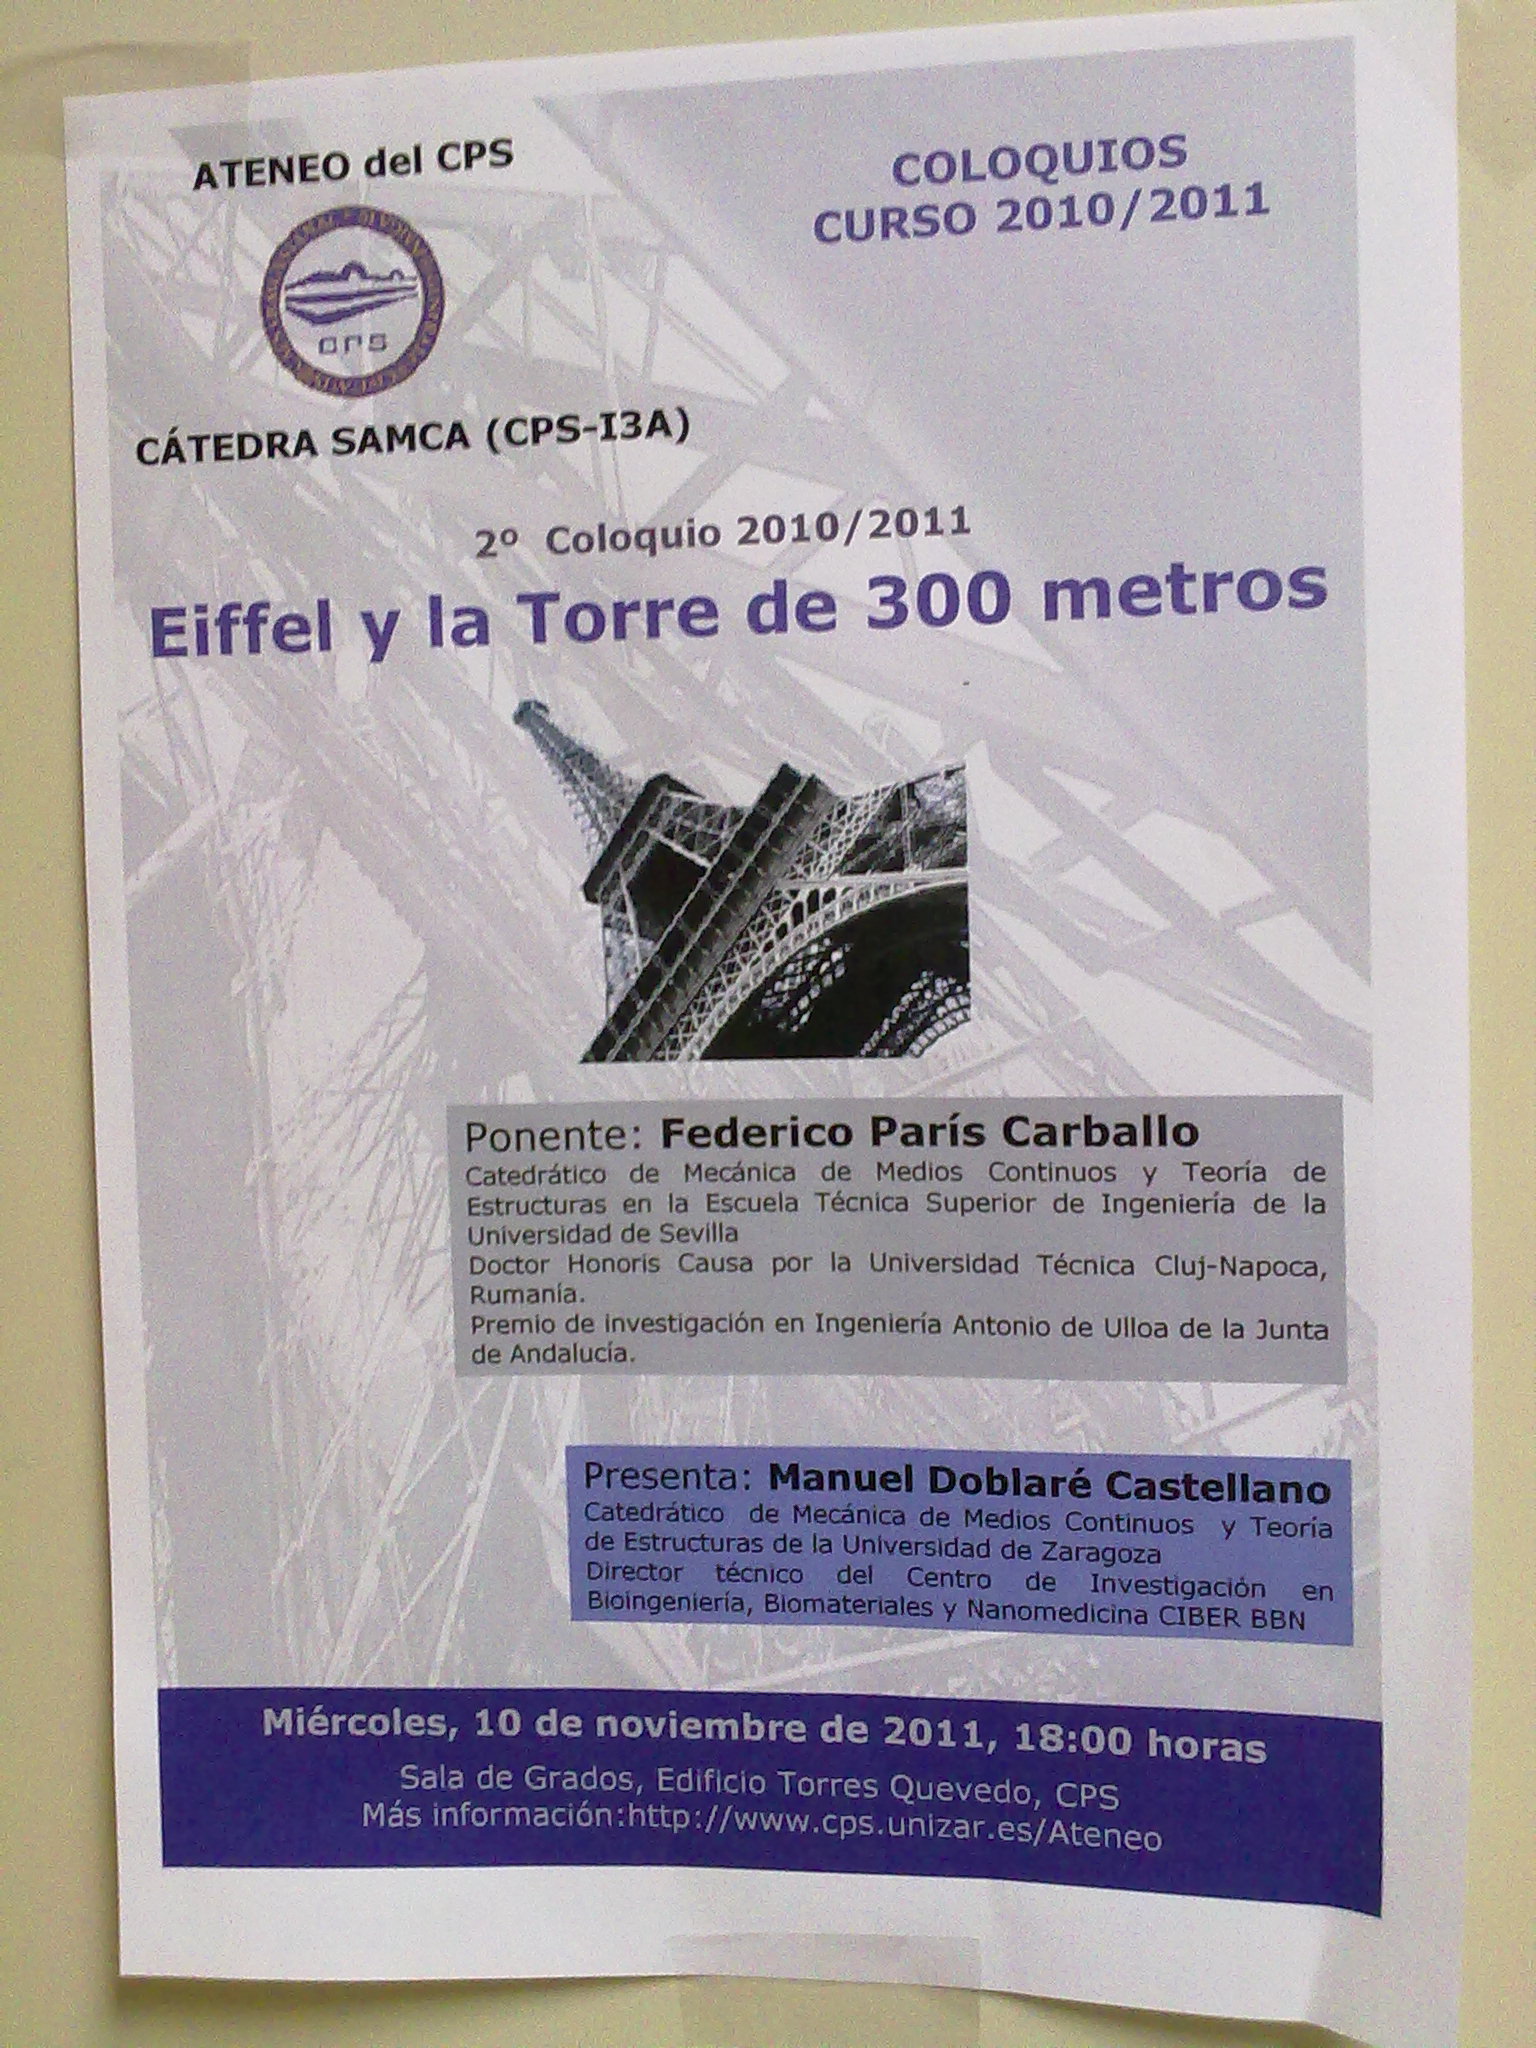 ATENEO del CPS
COLOQUIOS
CURSO 2010/2011
CPS
CÁTEDRA SAMCA (CPS-I3A)
2º Coloquio 2010/2011
Eiffel y la Torre de 300 metros
Ponente: Federico París Carballo
Catedrático de Mecánica de Medios Continuos y Teoría de
Estructuras en la Escuela Técnica Superior de Ingeniería de la
Universidad de Sevilla
Doctor Honoris Causa por la Universidad Técnica Cluj-Napoca,
Rumanía.
Premio de investigación en Ingeniería Antonio de Ulloa de la Junta
de Andalucía.
Presenta: Manuel Doblaré Castellano
Catedrático de Mecánica de Medios Continuos y Teoría
de Estructuras de la Universidad de Zaragoza
Director técnico del Centro de Investigación en
Bioingeniería, Biomateriales y Nanomedicina CIBER BBN
Miércoles, 10 de noviembre de 2011, 18:00 horas
Sala de Grados, Edificio Torres Quevedo, CPS
Más información:http://www.cps.unizar.es/Ateneo